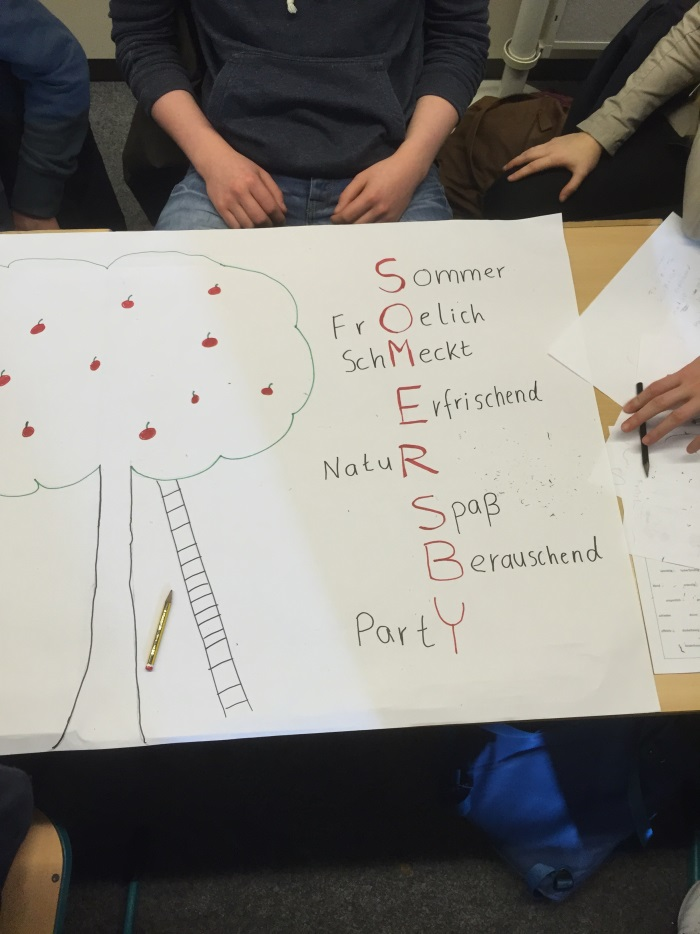 Sommer
FrOelich
SchMeckt
Erfrischend
NatuR
Spaß
Berauschend
PartY